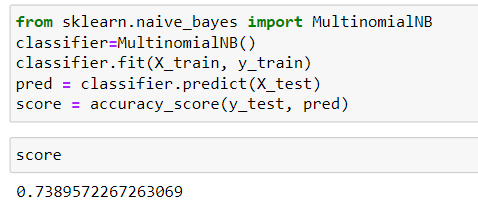 from sklearn.naive_bayes import MultinomialNB
classifier=MultinomialNB()
classifier.fit(X_train, y_train)
pred = classifier.predict(X_test)
score = accuracy_score(y_test, pred)
score
0.7389572267263069